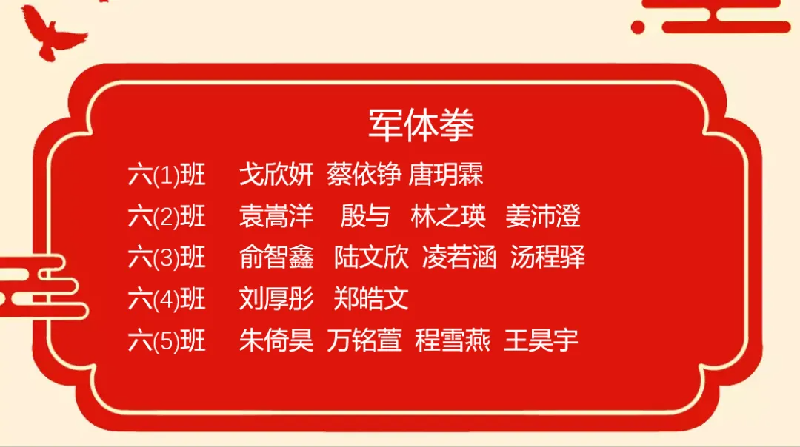 军体拳
六(1)班 戈欣妍 蔡依铮 唐玥霖
六(2)班 袁嵩洋 殷与 林之瑛 姜沛澄
六(3)班 俞智鑫 陆文欣 凌若涵 汤程驿
六(4)班 刘厚彤 郑皓文
六(5)班 朱倚昊 万铭萱 程雪燕 王昊宇